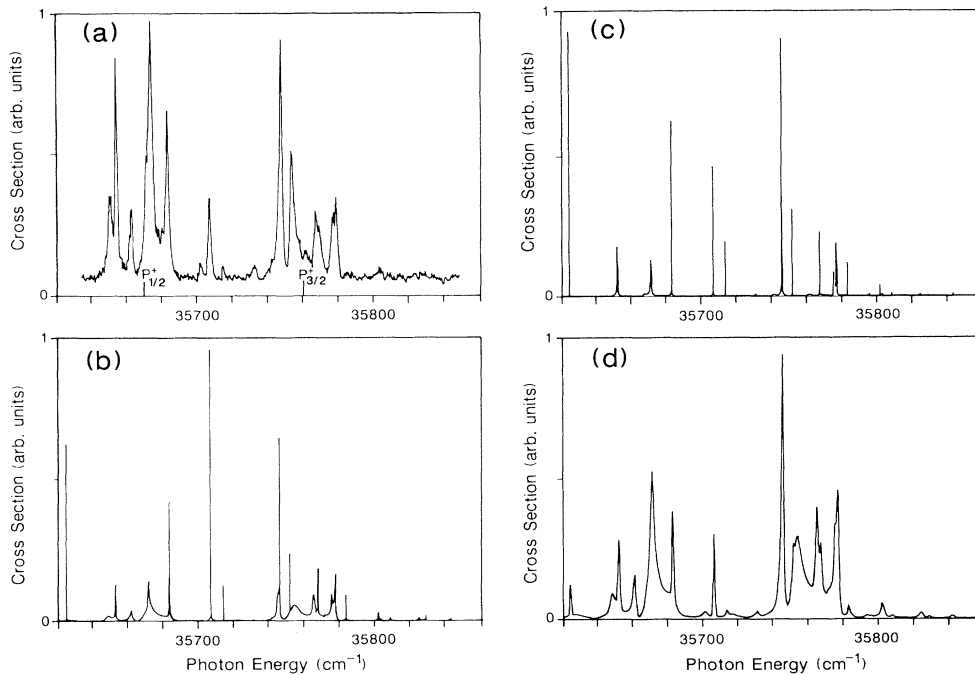 (a)
1
Cross Section (arb. units)
0
P⁺₁/₂
P⁺₃/₂
35700
35800
(b)
1
Cross Section (arb. units)
0
35700
35800
Photon Energy (cm⁻¹)
(c)
1
Cross Section (arb. units)
0
35700
35800
(d)
1
Cross Section (arb. units)
0
35700
35800
Photon Energy (cm⁻¹)